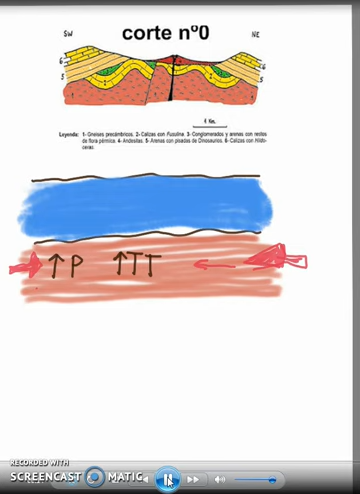 corte nº0
SW
NE
6
5
6
5
4 Km.
Leyenda: 1- Gneises precámbricos. 2- Calizas con Fusulina. 3- Conglomerados y arenas con restos
de flora pérmica. 4- Andesitas. 5- Arenas con pisadas de Dinosaurios. 6- Calizas con
↑P ↑TT
RECORDED WITH
SCREENCAST MATIC